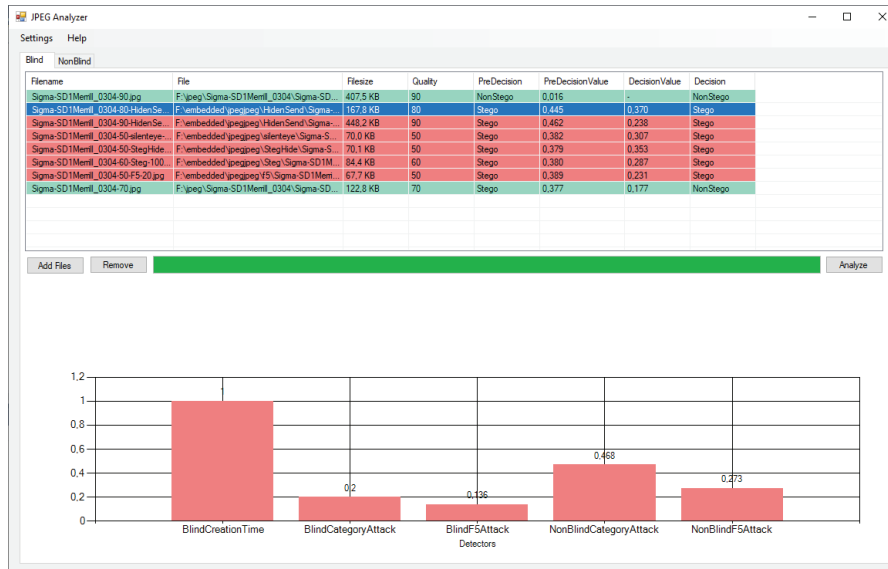 JPEG Analyzer
Settings Help
Blind NonBlind
Filename File Filesize Quality PreDecision PreDecisionValue DecisionValue Decision
Sigma-SD1Merrill_0304-90.jpg F:\jpeg\Sigma-SD1Merrill_0304\Sigma-SD... 407,5 KB 90 NonStego 0,016 - NonStego
Sigma-SD1Merrill_0304-80-HidenSe... F:\embedded\jpegjpeg\HidenSend\Sigma-... 167,8 KB 80 Stego 0,445 0,370 Stego
Sigma-SD1Merrill_0304-90-HidenSe... F:\embedded\jpegjpeg\HidenSend\Sigma-... 448,2 KB 90 Stego 0,462 0,238 Stego
Sigma-SD1Merrill_0304-50-silenteye-... F:\embedded\jpegjpeg\silenteye\Sigma-S... 70,0 KB 50 Stego 0,382 0,307 Stego
Sigma-SD1Merrill_0304-50-StegHide... F:\embedded\jpegjpeg\StegHide\Sigma-S... 70,1 KB 50 Stego 0,379 0,353 Stego
Sigma-SD1Merrill_0304-60-Steg-100... F:\embedded\jpegjpeg\Steg\Sigma-SD1M... 84,4 KB 60 Stego 0,380 0,287 Stego
Sigma-SD1Merrill_0304-50-F5-20.jpg F:\embedded\jpegjpeg\f5\Sigma-SD1Merri... 67,7 KB 50 Stego 0,389 0,231 Stego
Sigma-SD1Merrill_0304-70.jpg F:\jpeg\Sigma-SD1Merrill_0304\Sigma-SD... 122,8 KB 70 Stego 0,377 0,177 NonStego
Add Files Remove Analyze
1,2
1
0,8
0,6
0,4
0,2
0
1
0,2
0,136
0,468
0,273
BlindCreationTime BlindCategoryAttack BlindF5Attack NonBlindCategoryAttack NonBlindF5Attack
Detectors